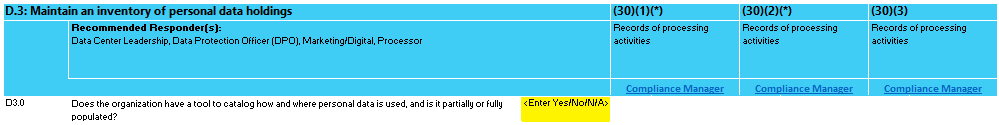 D.3: Maintain an inventory of personal data holdings (30)(1)(*) (30)(2)(*) (30)(3)
Recommended Responder(s):
Data Center Leadership, Data Protection Officer (DPO), Marketing/Digital, Processor
Records of processing activities
Records of processing activities
Records of processing activities
Compliance Manager Compliance Manager Compliance Manager
D3.0 Does the organization have a tool to catalog how and where personal data is used, and is it partially or fully <Enter Yes/No/N/A>
populated?